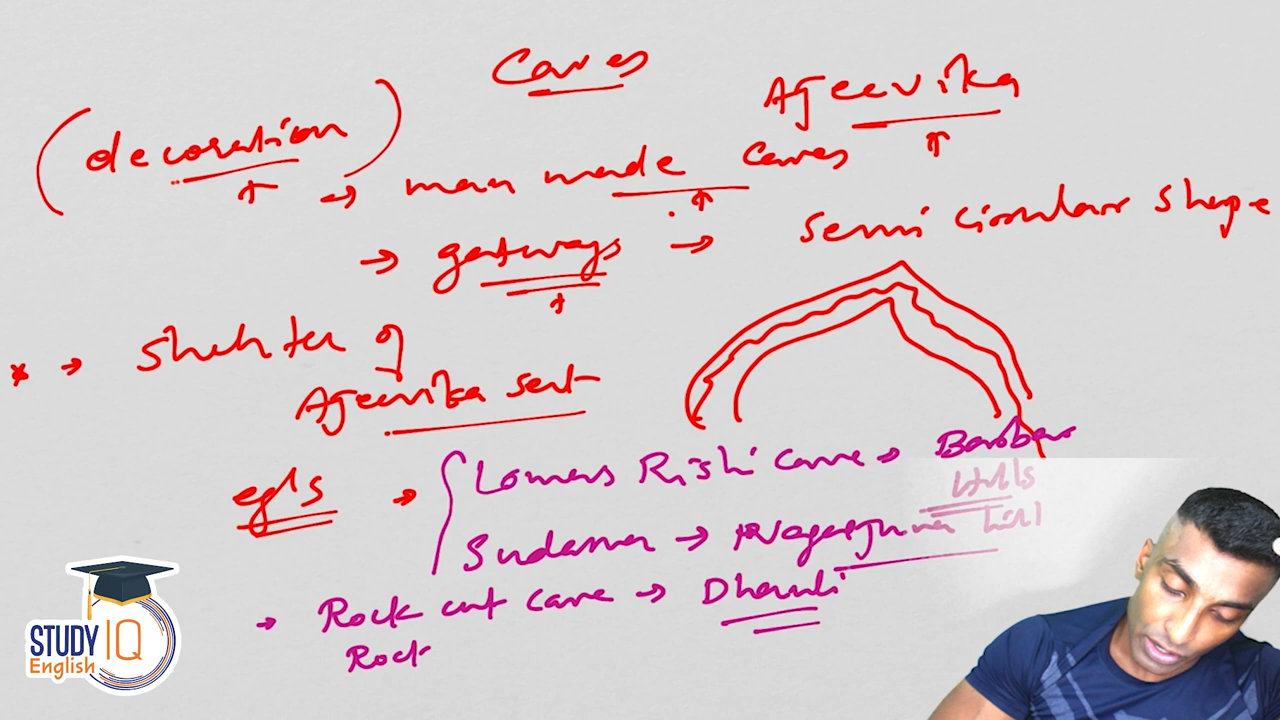 Caves
Ajeevika
(decoration)
→ man made caves
→ gateways → Semi circular Shape
* → Shelter of
Ajeevika sect
egs →
Lomas Rishi cave → Barabar
Hills
Sudama → Nagarjuna hill
→ Rock cut cave → Dhauli
Rock
STUDY IQ
English